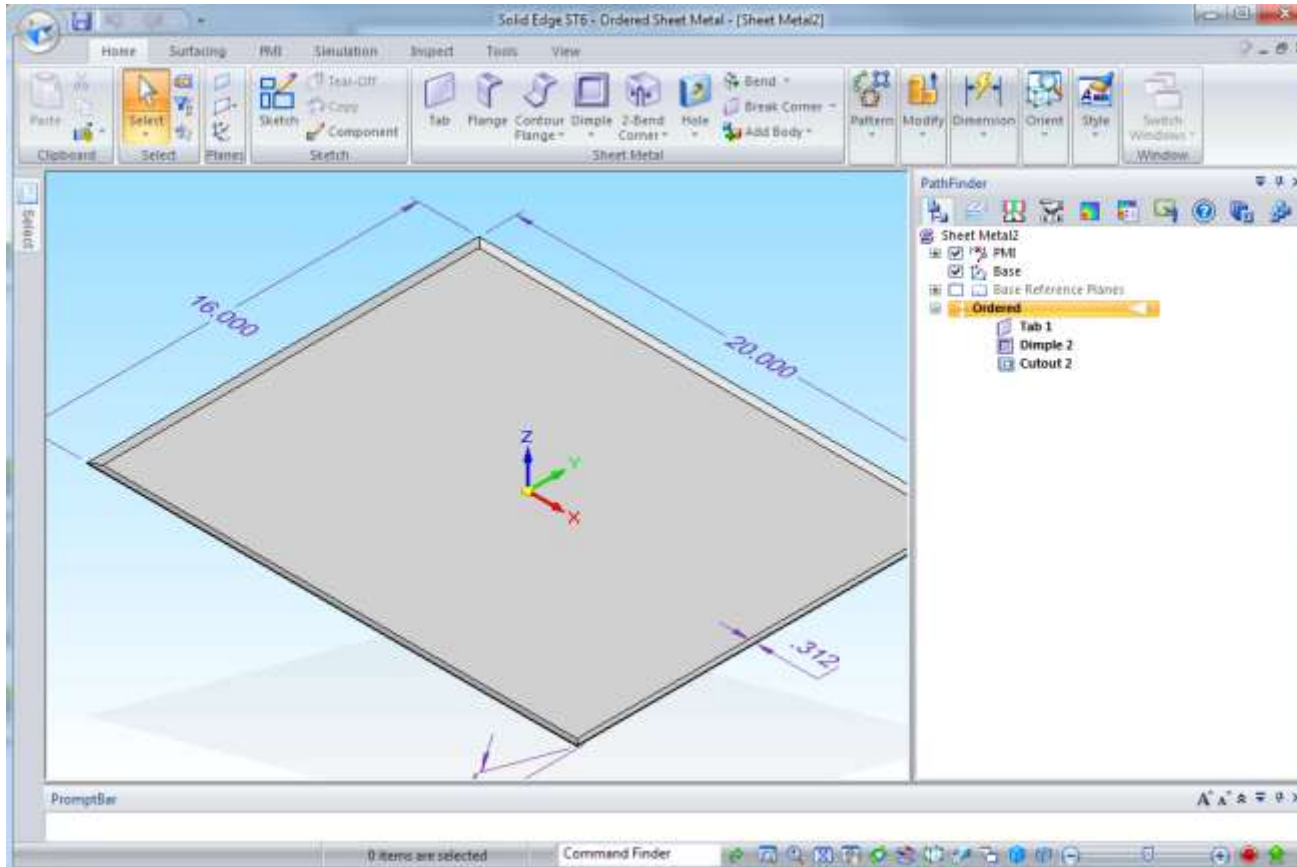 Solid Edge ST6 - Ordered Sheet Metal - [Sheet Metal2]
Home Surfacing PMI Simulation Inspect Tools View
Paste
Clipboard
Select
Select
Planes
Sketch
Tear-Off
Copy
Component
Sketch
Tab
Flange
Contour Flange
Dimple
2-Bend Corner
Hole
Bend
Break Corner
Add Body
Sheet Metal
Pattern
Modify
Dimension
Orient
Style
Switch Windows
Window
Select
16.000
20.000
.312
PathFinder
Sheet Metal2
PMI
Base
Base Reference Planes
Ordered
Tab 1
Dimple 2
Cutout 2
PromptBar
0 items are selected
Command Finder